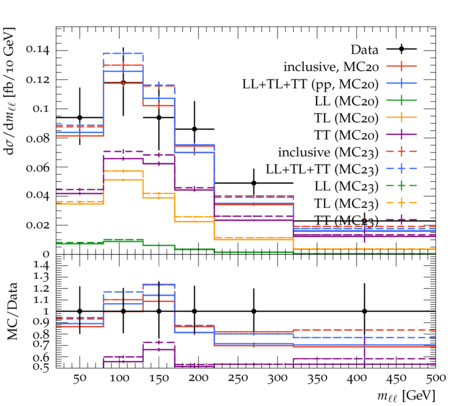 dσ/dmℓℓ [fb/10 GeV]
0.14
0.12
0.1
0.08
0.06
0.04
0.02
0
Data
inclusive, MC20
LL+TL+TT (pp, MC20)
LL (MC20)
TL (MC20)
TT (MC20)
inclusive (MC23)
LL+TL+TT (MC23)
LL (MC23)
TL (MC23)
TT (MC23)
MC/Data
1.4
1.3
1.2
1.1
1
0.9
0.8
0.7
0.6
0.5
50 100 150 200 250 300 350 400 450 500
mℓℓ [GeV]